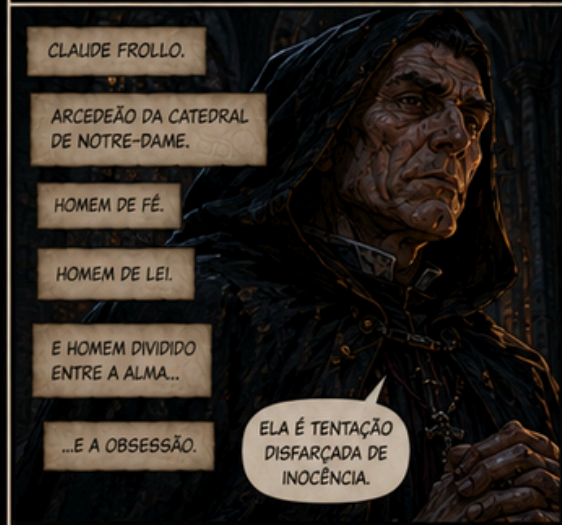 CLAUDE FROLLO.
ARCEDEÃO DA CATEDRAL
DE NOTRE-DAME.
HOMEM DE FÉ.
HOMEM DE LEI.
E HOMEM DIVIDIDO
ENTRE A ALMA...
...E A OBSESSÃO.
ELA É TENTAÇÃO
DISFARÇADA DE
INOCÊNCIA.